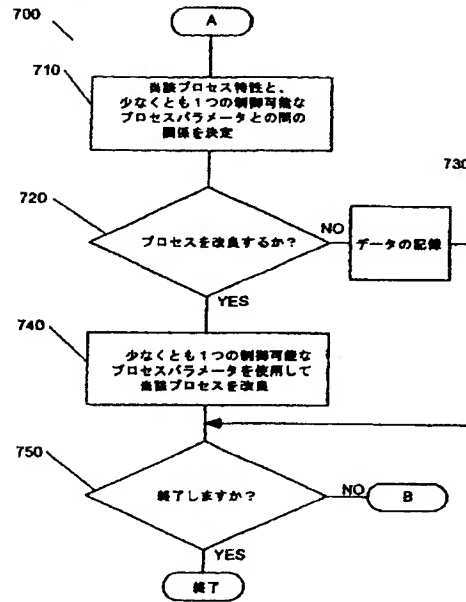 700
A
710
当該プロセス特性と、
少なくとも1つの制御可能な
プロセスパラメータとの間の
関係を決定
730
720
プロセスを改良するか？
NO
データの記録
YES
740
少なくとも1つの制御可能な
プロセスパラメータを使用して
当該プロセスを改良
750
終了しますか？
NO
B
YES
終了